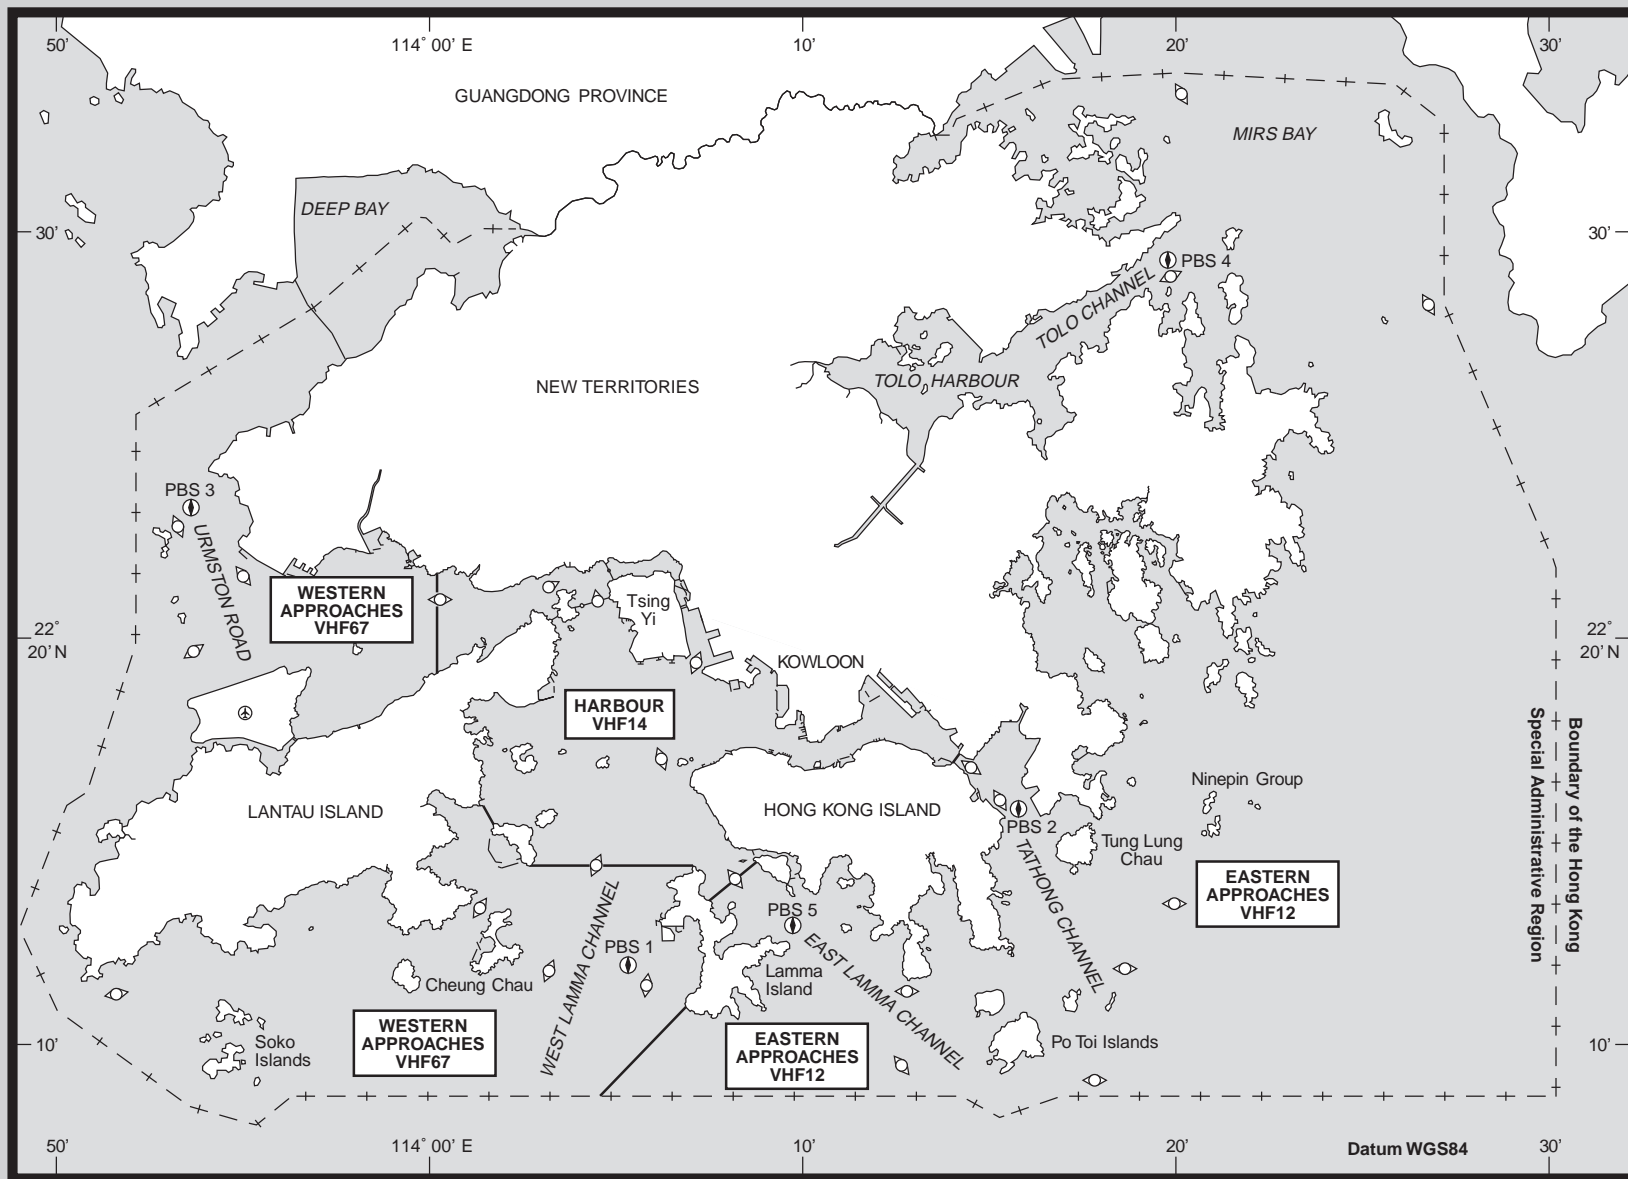 50'
114° 00' E
10'
20'
30'
GUANGDONG PROVINCE
MIRS BAY
DEEP BAY
30'
30'
PBS 4
TOLO CHANNEL
TOLO HARBOUR
NEW TERRITORIES
PBS 3
URMSTON ROAD
WESTERN
APPROACHES
VHF67
Tsing
Yi
22°
20' N
22°
20' N
KOWLOON
HARBOUR
VHF14
Boundary of the Hong Kong
Special Administrative Region
Ninepin Group
LANTAU ISLAND
HONG KONG ISLAND
PBS 2
Tung Lung
Chau
TATHONG CHANNEL
EASTERN
APPROACHES
VHF12
PBS 5
EAST LAMMA CHANNEL
WEST LAMMA CHANNEL
PBS 1
Lamma
Island
Cheung Chau
WESTERN
APPROACHES
VHF67
EASTERN
APPROACHES
VHF12
Soko
Islands
Po Toi Islands
10'
10'
50'
114° 00' E
10'
20'
Datum WGS84
30'